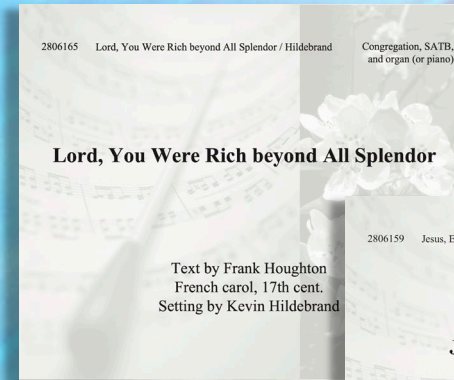 2806165 Lord, You Were Rich beyond All Splendor / Hildebrand
Congregation, SATB,
and organ (or piano)
Lord, You Were Rich beyond All Splendor
Text by Frank Houghton
French carol, 17th cent.
Setting by Kevin Hildebrand
2806159 Jesus, E
J